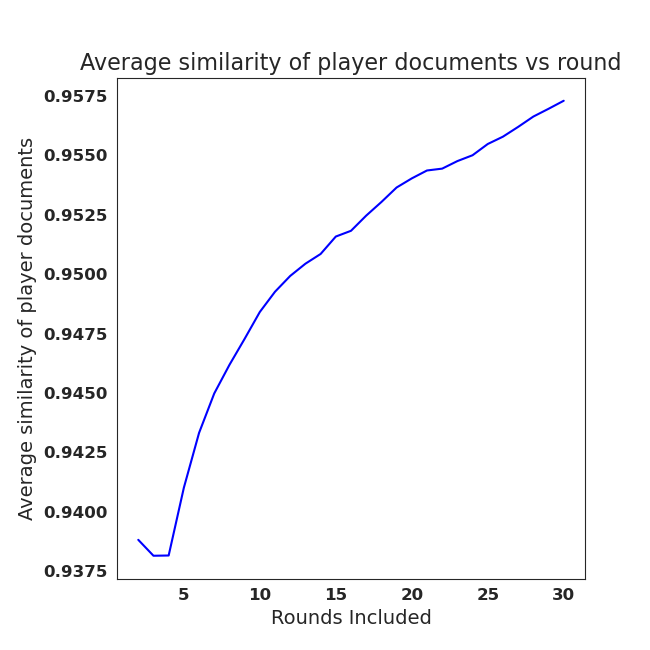 Average similarity of player documents vs round
0.9575
0.9550
0.9525
0.9500
0.9475
0.9450
0.9425
0.9400
0.9375
Average similarity of player documents
5 10 15 20 25 30
Rounds Included